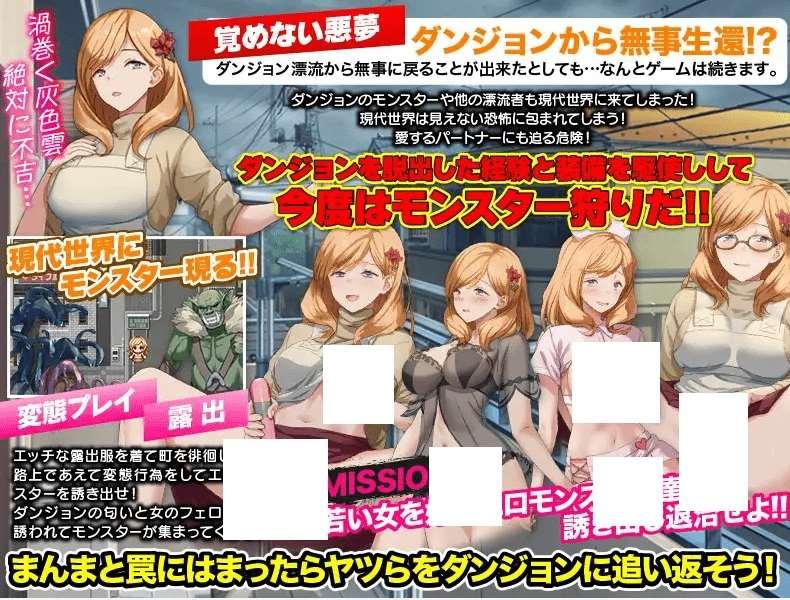 渦巻く灰色雲
絶対に不吉…
覚めない悪夢
ダンジョンから無事生還!?
ダンジョン漂流から無事に戻ることが出来たとしても…なんとゲームは続きます。
ダンジョンのモンスターや他の漂流者も現代世界に来てしまった!
現代世界は見えない恐怖に包まれてしまう!
愛するパートナーにも迫る危険!
ダンジョンを脱出した経験と装備を駆使しして
今度はモンスター狩りだ!!
現代世界に
モンスター現る!!
変態プレイ
露出
エッチな露出服を着て町を徘徊し
路上であえて変態行為をしてエ
スターを誘き出せ!
ダンジョンの匂いと女のフェロ
誘われてモンスターが集まってく
MISSIO
若い女を
口モンス
誘き出し退治せよ!!
まんまと罠にはまったらヤツらをダンジョンに追い返そう!